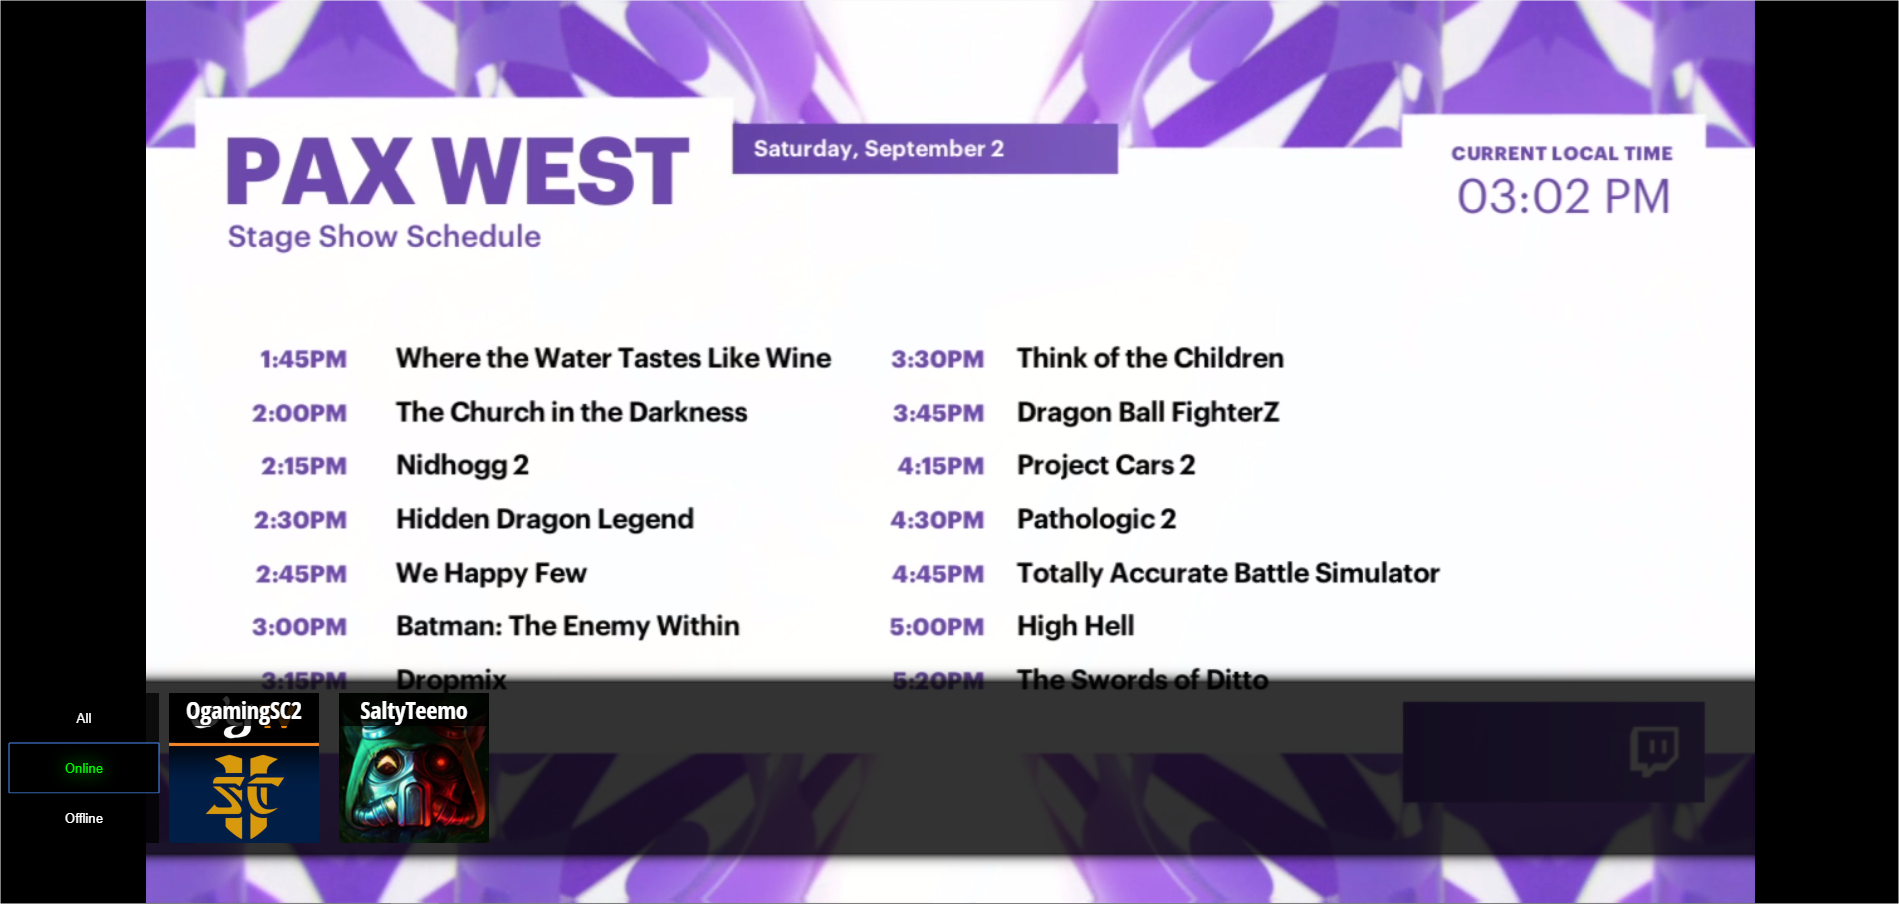 PAX WEST
Stage Show Schedule
Saturday, September 2
CURRENT LOCAL TIME
03:02 PM
1:45PM Where the Water Tastes Like Wine
2:00PM The Church in the Darkness
2:15PM Nidhogg 2
2:30PM Hidden Dragon Legend
2:45PM We Happy Few
3:00PM Batman: The Enemy Within
3:15PM Dropmix
3:30PM Think of the Children
3:45PM Dragon Ball FighterZ
4:15PM Project Cars 2
4:30PM Pathologic 2
4:45PM Totally Accurate Battle Simulator
5:00PM High Hell
5:20PM The Swords of Ditto
All
Online
Offline
OgamingSC2
SC
SaltyTeemo